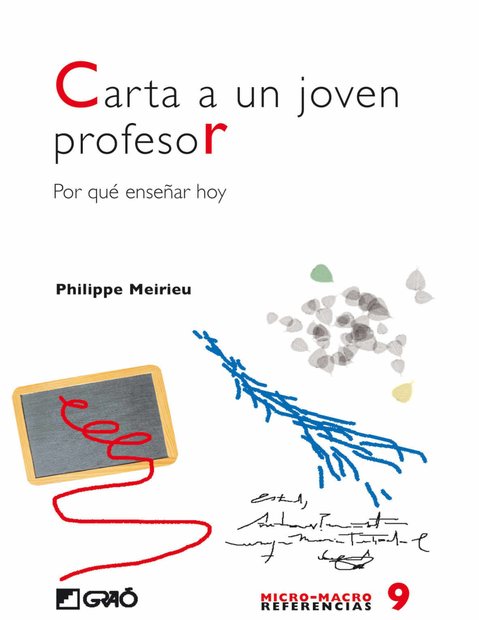 Carta a un joven
profesor
Por qué enseñar hoy
Philippe Meirieu
GRAÓ
MICRO-MACRO
REFERENCIAS 9